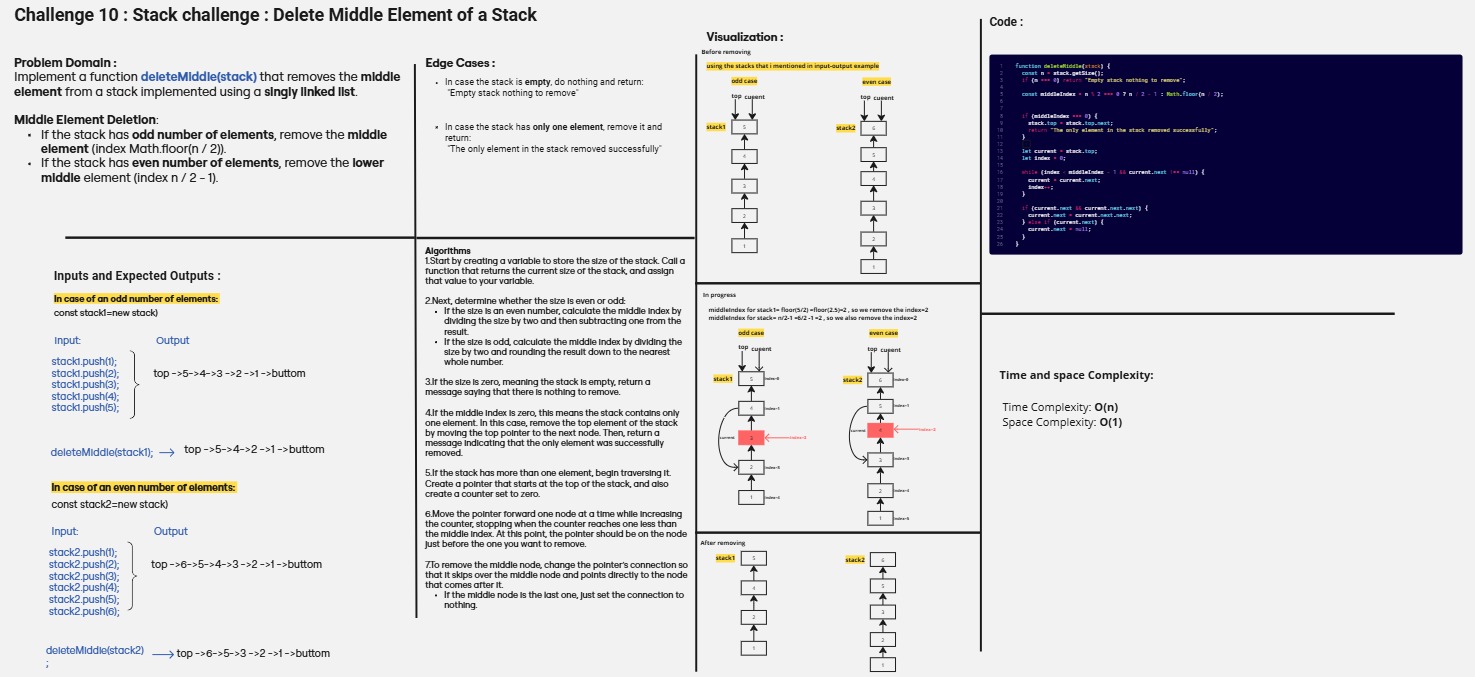 Challenge 10 : Stack challenge : Delete Middle Element of a Stack
Problem Domain :
Implement a function deleteMiddle(stack) that removes the middle
element from a stack implemented using a singly linked list.
Middle Element Deletion:
• If the stack has odd number of elements, remove the middle
element (index Math.floor(n / 2)).
• If the stack has even number of elements, remove the lower
middle element (index n / 2 - 1).
Edge Cases :
• In case the stack is empty, do nothing and return:
"Empty stack nothing to remove"
• In case the stack has only one element, remove it and
return:
"The only element in the stack removed successfully"
Inputs and Expected Outputs :
In case of an odd number of elements:
const stack1=new stack)
Input: Output
stack1.push(1);
stack1.push(2);
stack1.push(3);
stack1.push(4);
stack1.push(5);
top ->5->4->3 ->2 ->1 ->buttom
deleteMiddle(stack1);
top ->5->4->2 ->1 ->buttom
In case of an even number of elements:
const stack2=new stack)
Input: Output
stack2.push(1);
stack2.push(2);
stack2.push(3);
stack2.push(4);
stack2.push(5);
stack2.push(6);
top ->6->5->4->3 ->2 ->1 ->buttom
deleteMiddle(stack2)
;
top ->6->5->3 ->2 ->1 ->buttom
Algorithms
1.Start by creating a variable to store the size of the stack. Call a
function that returns the current size of the stack, and assign
that value to your variable.
2.Next, determine whether the size is even or odd:
• If the size is an even number, calculate the middle index by
dividing the size by two and then subtracting one from the
result.
• If the size is odd, calculate the middle index by dividing the
size by two and rounding the result down to the nearest
whole number.
3.If the size is zero, meaning the stack is empty, return a
message saying that there is nothing to remove.
4.If the middle index is zero, this means the stack contains only
one element. In this case, remove the top element of the stack
by moving the top pointer to the next node. Then, return a
message indicating that the only element was successfully
removed.
5.If the stack has more than one element, begin traversing it.
Create a pointer that starts at the top of the stack, and also
create a counter set to zero.
6.Move the pointer forward one node at a time while increasing
the counter, stopping when the counter reaches one less than
the middle index. At this point, the pointer should be on the node
just before the one you want to remove.
7.To remove the middle node, change the pointer's connection so
that it skips over the middle node and points directly to the node
that comes after it.
• If the middle node is the last one, just set the connection to
nothing.
Visualization :
Before removing
using the stacks that i mentioned in input-output example
odd case
top cueent
stack1
5
4
3
2
1
even case
top cueent
stack2
6
5
4
3
2
1
In progress
middleIndex for stack1= floor(5/2) =floor(2.5)=2 , so we remove the index=2
middleIndex for stack= n/2-1 =6/2 -1 =2 , so we also remove the index=2
odd case
top cueent
stack1
5 index=0
4 index=1
current
3 index=2
2 index=3
1 index=4
even case
top cueent
stack2
6 index=0
5 index=1
current
4 index=2
3 index=3
2 index=4
1 index=5
After removing
stack1
5
4
2
1
stack2
6
5
3
2
1
Code :
1 function deleteMiddle(stack) {
2 const n = stack.getSize();
3 if (n === 0) return "Empty stack nothing to remove";
4
5 const middleIndex = n % 2 === 0 ? n / 2 - 1 : Math.floor(n / 2);
6
7
8 if (middleIndex === 0) {
9 stack.top = stack.top.next;
10 return "The only element in the stack removed successfully";
11 }
12
13 let current = stack.top;
14 let index = 0;
15
16 while (index < middleIndex - 1 && current.next !== null) {
17 current = current.next;
18 index++;
19 }
20
21 if (current.next && current.next.next) {
22 current.next = current.next.next;
23 } else if (current.next) {
24 current.next = null;
25 }
26 }
Time and space Complexity:
Time Complexity: O(n)
Space Complexity: O(1)